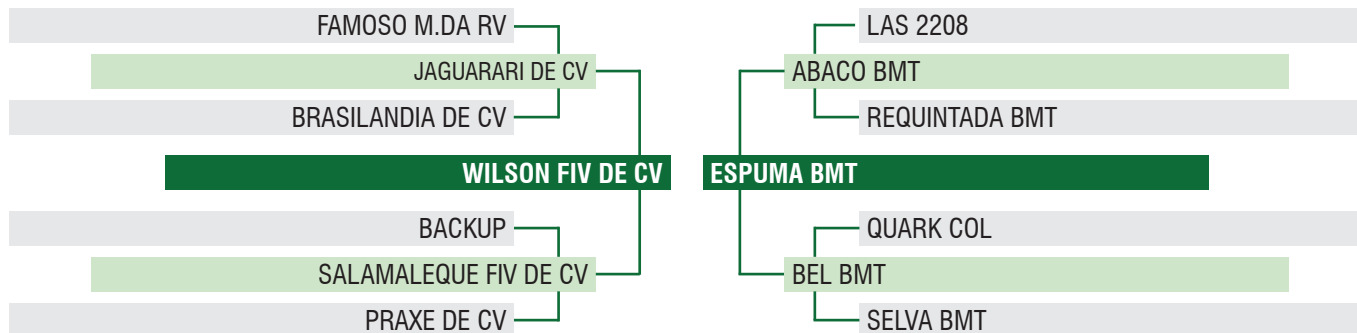 FAMOSO M.DA RV
LAS 2208
JAGUARARI DE CV
ABACO BMT
BRASILANDIA DE CV
REQUINTADA BMT
WILSON FIV DE CV
ESPUMA BMT
BACKUP
QUARK COL
SALAMALEQUE FIV DE CV
BEL BMT
PRAXE DE CV
SELVA BMT